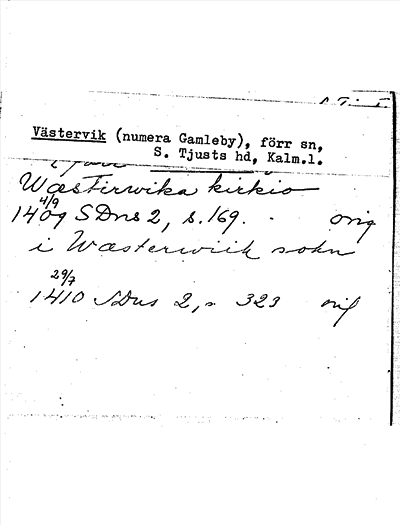 Västervik (numera Gamleby), förr sn,
S. Tjusts hd, Kalm.l.
Wæstirwika kirkio
1409 4/9 SDns 2, s. 169. orig
i Wæsterwiik sokn
29/7
1410 SDns 2, s 323 orig